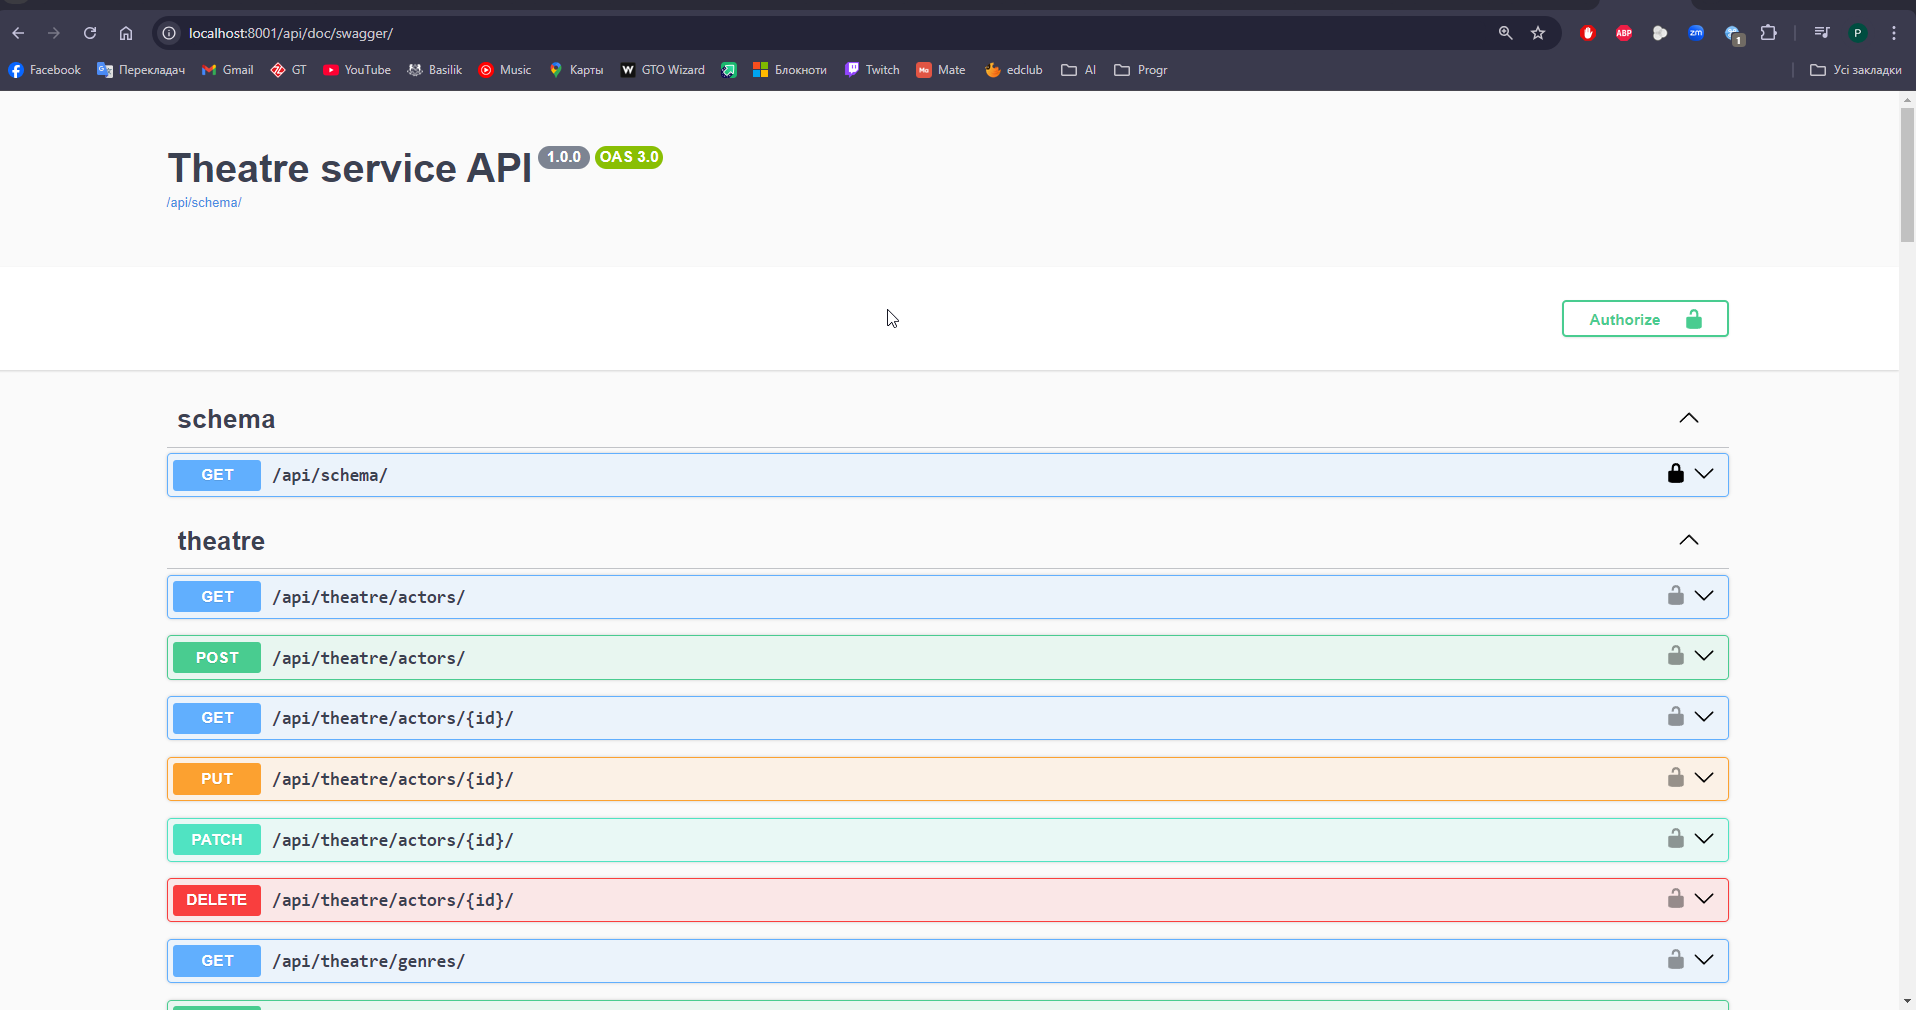 localhost:8001/api/doc/swagger/
ABP
zm
1
P
Facebook Перекладач Gmail GT YouTube Basilik Music Карты GTO Wizard Блокноти Twitch Mate edclub AI Progr Усі закладки
Theatre service API 1.0.0 OAS 3.0
/api/schema/
Authorize
schema
GET /api/schema/
theatre
GET /api/theatre/actors/
POST /api/theatre/actors/
GET /api/theatre/actors/{id}/
PUT /api/theatre/actors/{id}/
PATCH /api/theatre/actors/{id}/
DELETE /api/theatre/actors/{id}/
GET /api/theatre/genres/